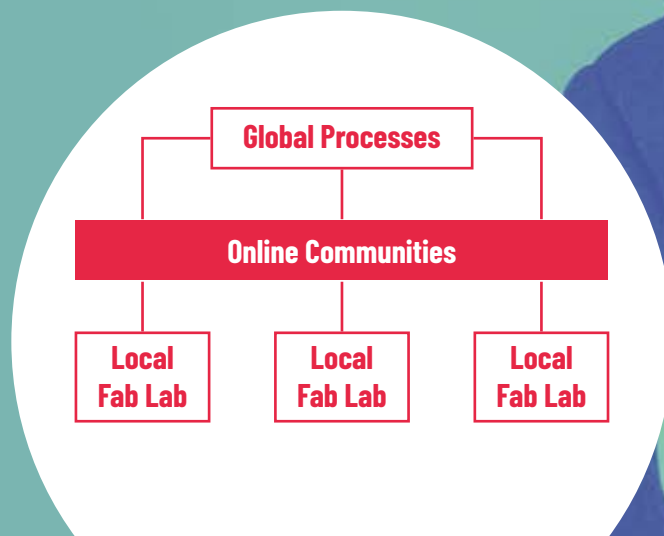 Global Processes
Online Communities
Local
Fab Lab
Local
Fab Lab
Local
Fab Lab